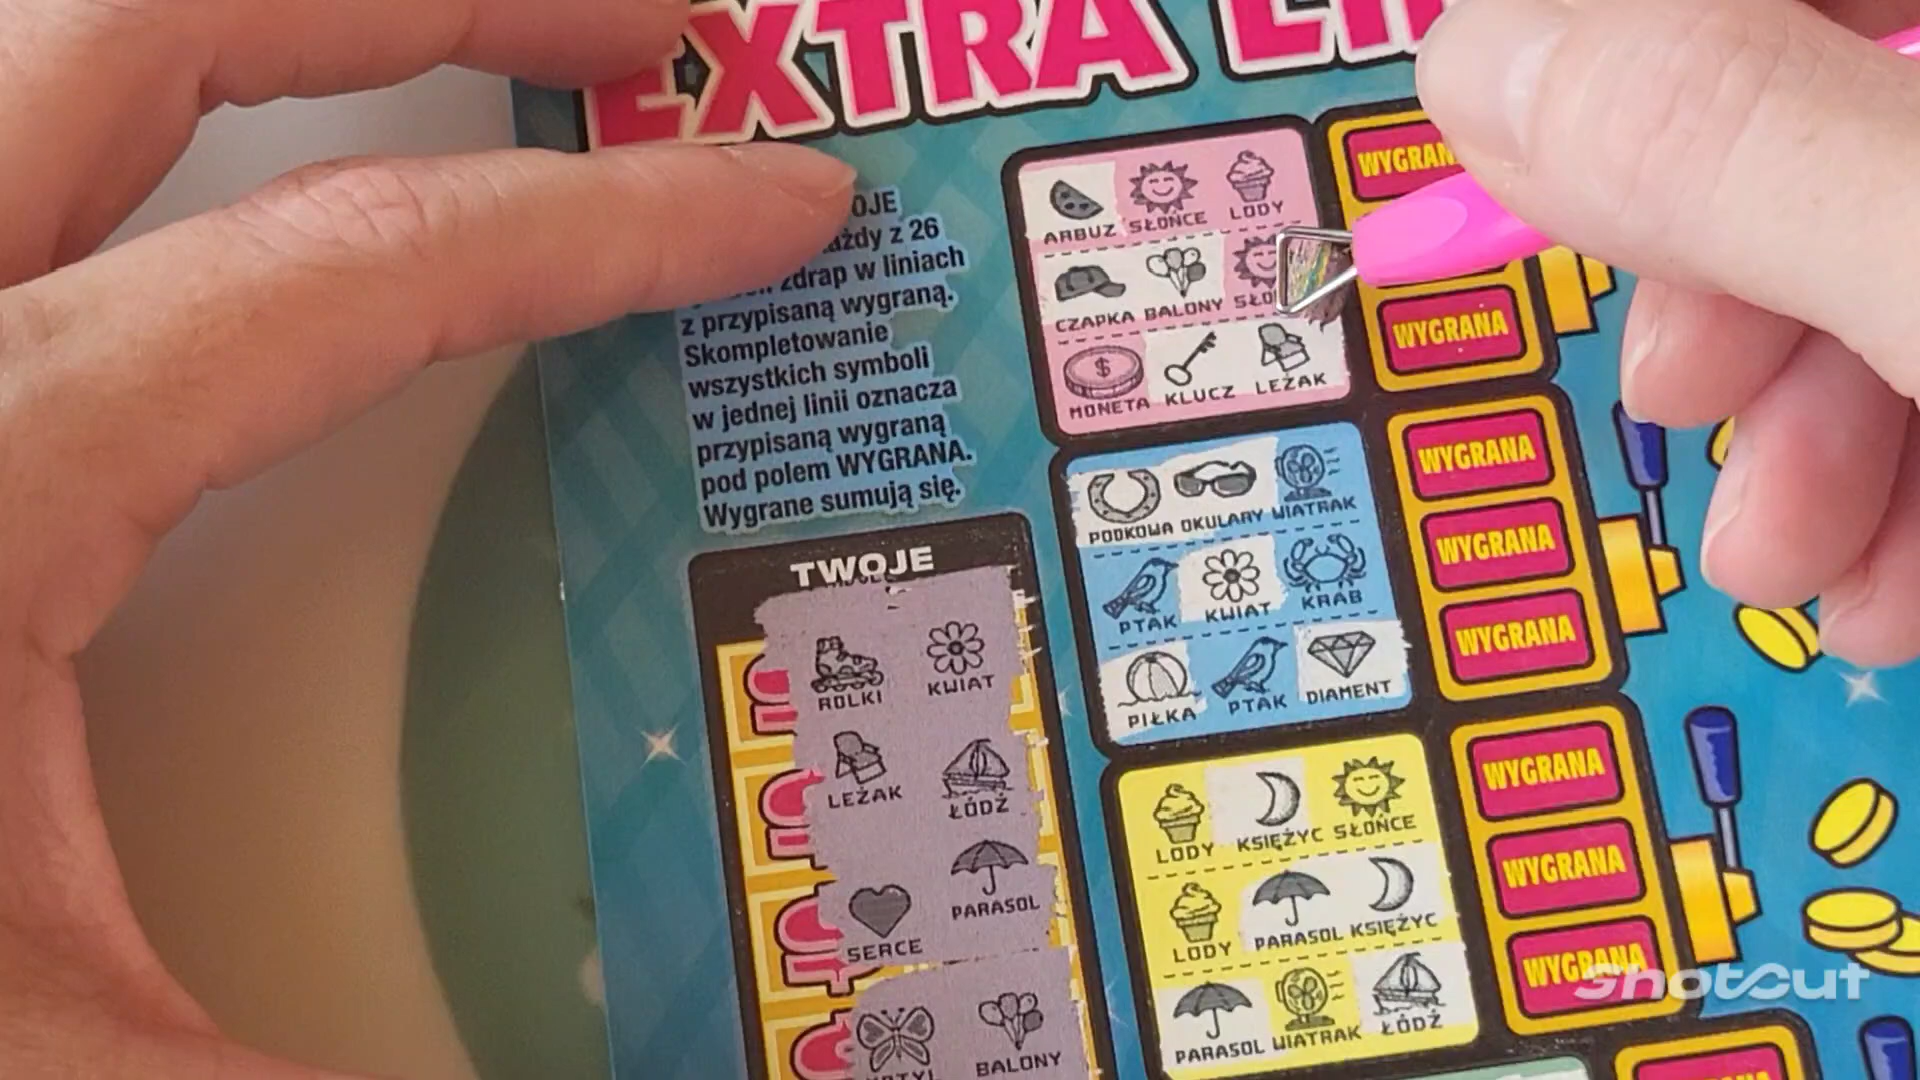 EXTRA
z 26
zdrap w liniach
z przypisaną wygraną.
Skompletowanie
wszystkich symboli
w jednej linii oznacza
przypisaną wygraną
pod polem WYGRANA.
Wygrane sumują się.
TWOJE
ROLKI KWIAT
LEŻAK ŁÓDŹ
SERCE PARASOL
BALONY
ARBUZ SŁOŃCE LODY
CZAPKA BALONY
MONETA KLUCZ LEŻAK
WYGRANA
PODKOWA OKULARY WIATRAK
PTAK KWIAT KRAB
PIŁKA PTAK DIAMENT
WYGRANA
WYGRANA
WYGRANA
LODY KSIĘŻYC SŁOŃCE
LODY PARASOL KSIĘŻYC
PARASOL WIATRAK ŁÓDŹ
WYGRANA
WYGRANA
WYGRANA
Shotcut